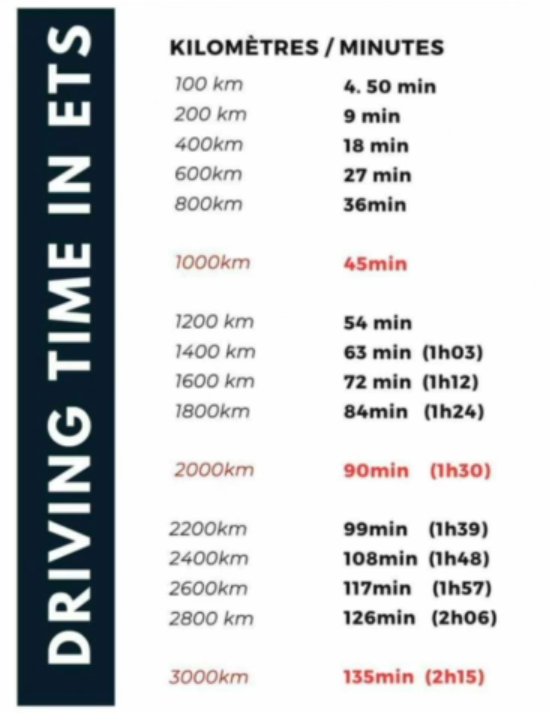 DRIVING TIME IN ETS
KILOMÈTRES / MINUTES
100 km 4. 50 min
200 km 9 min
400km 18 min
600km 27 min
800km 36min
1000km 45min
1200 km 54 min
1400 km 63 min (1h03)
1600 km 72 min (1h12)
1800km 84min (1h24)
2000km 90min (1h30)
2200km 99min (1h39)
2400km 108min (1h48)
2600km 117min (1h57)
2800 km 126min (2h06)
3000km 135min (2h15)